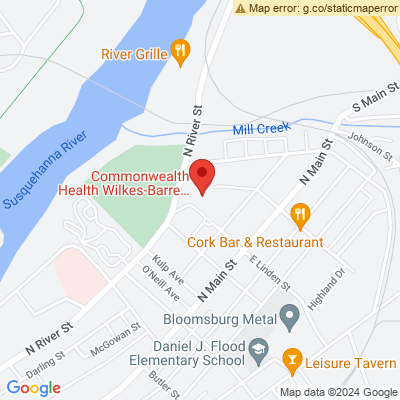 Map error: g.co/staticmaperror
River Grille
S Main St
N River St
Mill Creek
Johnson St
Susquehanna River
N Main St
Commonwealth
Health Wilkes-Barre…
Cork Bar & Restaurant
Kulp Ave
E Linden St
O'Neill Ave
Highland Dr
N Main St
Bloomsburg Metal
N River St
McGowan St
Daniel J. Flood
Elementary School
Darling St
Leisure Tavern
Butler St
Google
Map data ©2024 Google